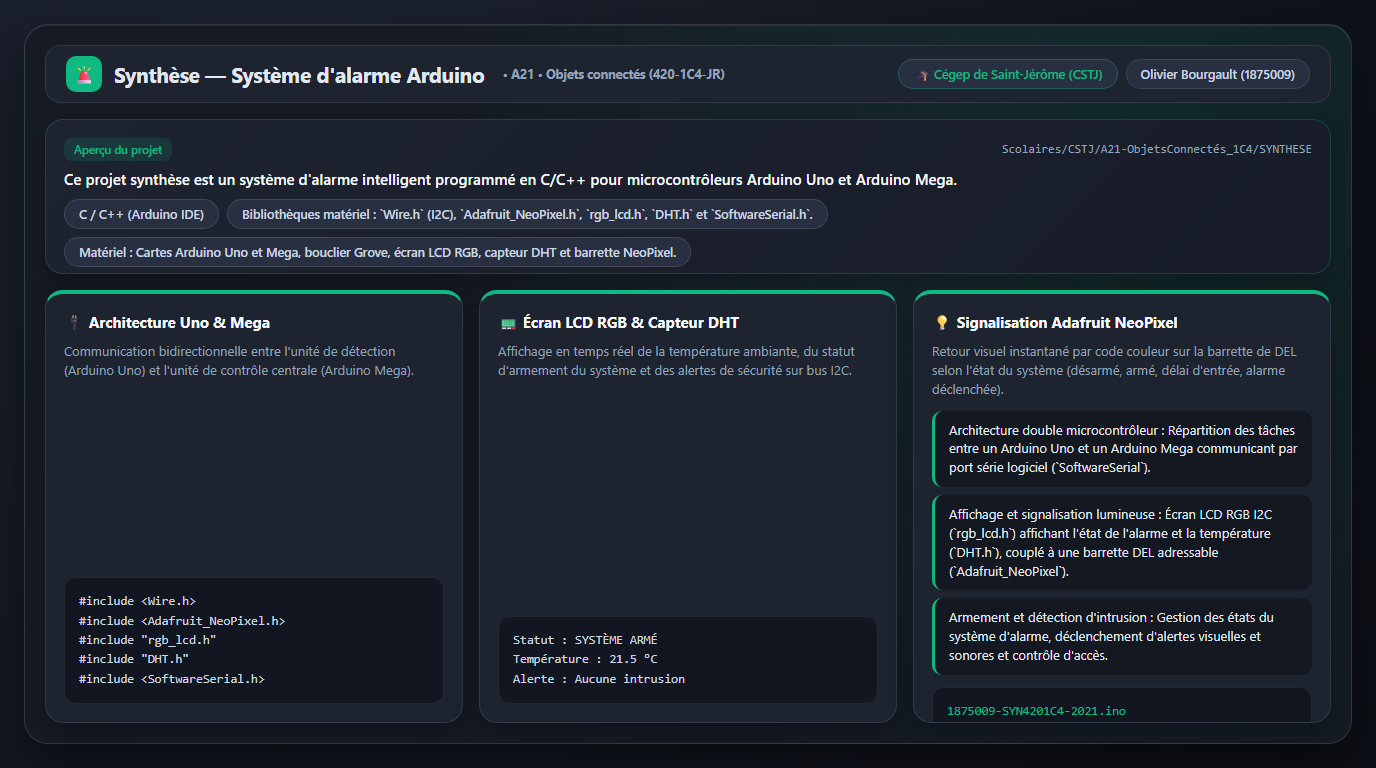 Synthèse — Système d'alarme Arduino
• A21 • Objets connectés (420-1C4-JR)
Cégep de Saint-Jérôme (CSTJ)
Olivier Bourgault (1875009)
Aperçu du projet
Scolaires/CSTJ/A21-ObjetsConnectés_1C4/SYNTHESE
Ce projet synthèse est un système d'alarme intelligent programmé en C/C++ pour microcontrôleurs Arduino Uno et Arduino Mega.
C / C++ (Arduino IDE)
Bibliothèques matériel : `Wire.h` (I2C), `Adafruit_NeoPixel.h`, `rgb_lcd.h`, `DHT.h` et `SoftwareSerial.h`.
Matériel : Cartes Arduino Uno et Mega, bouclier Grove, écran LCD RGB, capteur DHT et barrette NeoPixel.
Architecture Uno & Mega
Communication bidirectionnelle entre l'unité de détection
(Arduino Uno) et l'unité de contrôle centrale (Arduino Mega).
#include <Wire.h>
#include <Adafruit_NeoPixel.h>
#include "rgb_lcd.h"
#include "DHT.h"
#include <SoftwareSerial.h>
Écran LCD RGB & Capteur DHT
Affichage en temps réel de la température ambiante, du statut
d'armement du système et des alertes de sécurité sur bus I2C.
Statut : SYSTÈME ARMÉ
Température : 21.5 °C
Alerte : Aucune intrusion
Signalisation Adafruit NeoPixel
Retour visuel instantané par code couleur sur la barrette de DEL
selon l'état du système (désarmé, armé, délai d'entrée, alarme
déclenchée).
Architecture double microcontrôleur : Répartition des tâches
entre un Arduino Uno et un Arduino Mega communicant par
port série logiciel (`SoftwareSerial`).
Affichage et signalisation lumineuse : Écran LCD RGB I2C
(`rgb_lcd.h`) affichant l'état de l'alarme et la température
(`DHT.h`), couplé à une barrette DEL adressable
(`Adafruit_NeoPixel`).
Armement et détection d'intrusion : Gestion des états du
système d'alarme, déclenchement d'alertes visuelles et
sonores et contrôle d'accès.
1875009-SYN4201C4-2021.ino